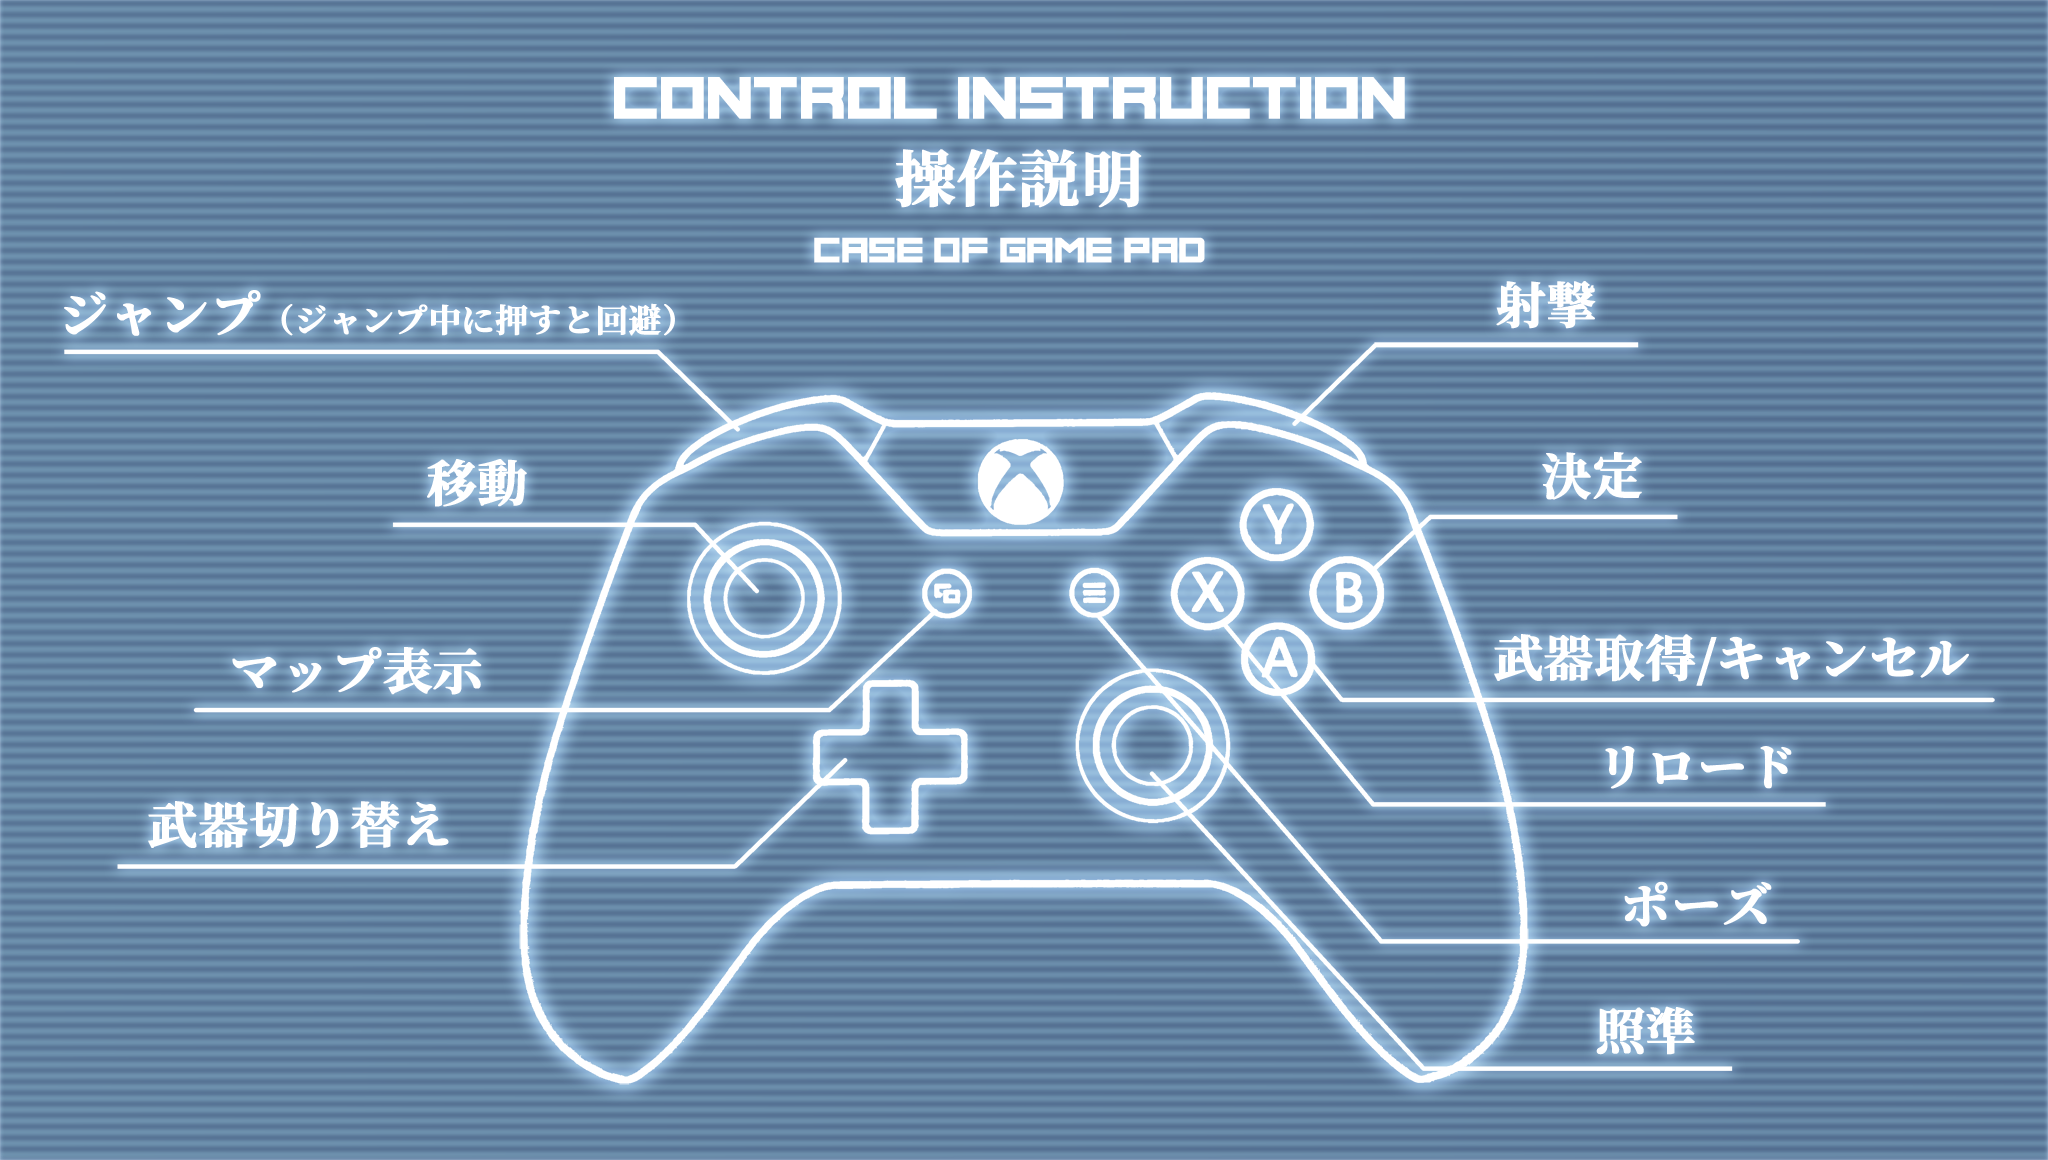 CONTROL INSTRUCTION
操作説明
CASE OF GAME PAD
ジャンプ（ジャンプ中に押すと回避）
射撃
移動
決定
Y
X
B
A
マップ表示
武器取得/キャンセル
リロード
武器切り替え
ポーズ
照準